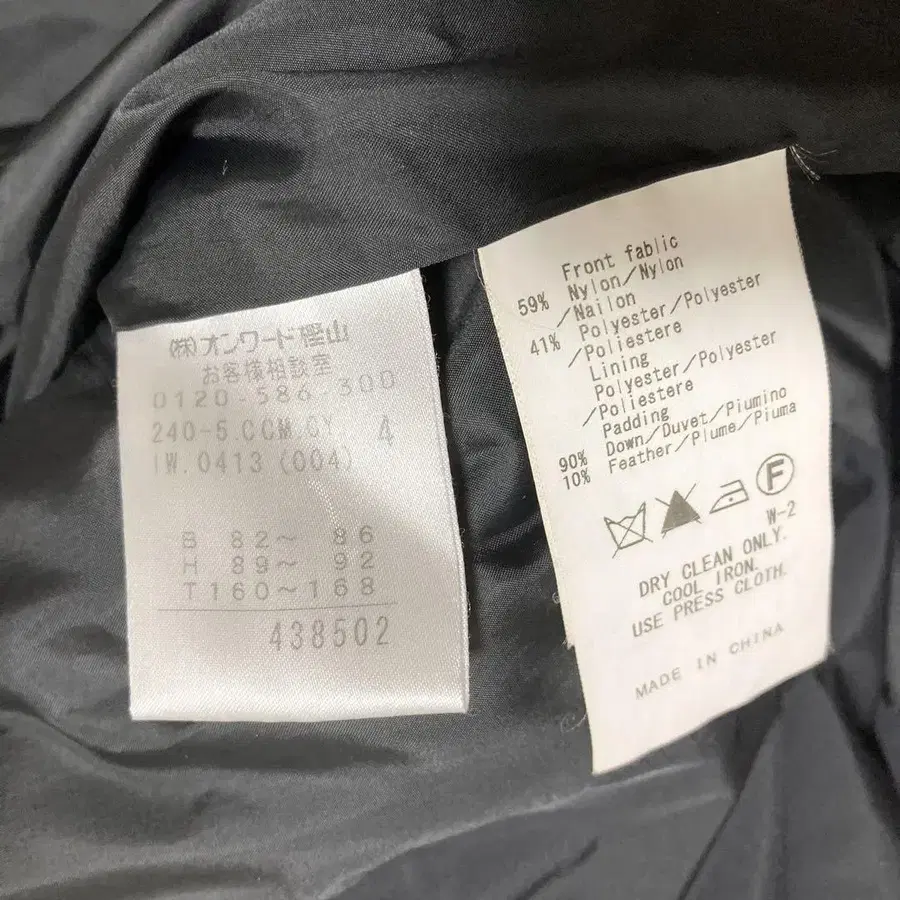 (株)オンワード樫山
お客様相談室
0120-586-300
240-5.CCM.CY 4
IW.0413 (004)
B 82～ 86
H 89～ 92
T160～168
438502
Front fablic
59% Nylon/Nylon
/Nailon
41% Polyester/Polyester
/Poliestere
Lining
Polyester/Polyester
/Poliestere
Padding
90% Down/Duvet/Piumino
10% Feather/Plume/Piuma
F
W-2
DRY CLEAN ONLY.
COOL IRON.
USE PRESS CLOTH.
MADE IN CHINA